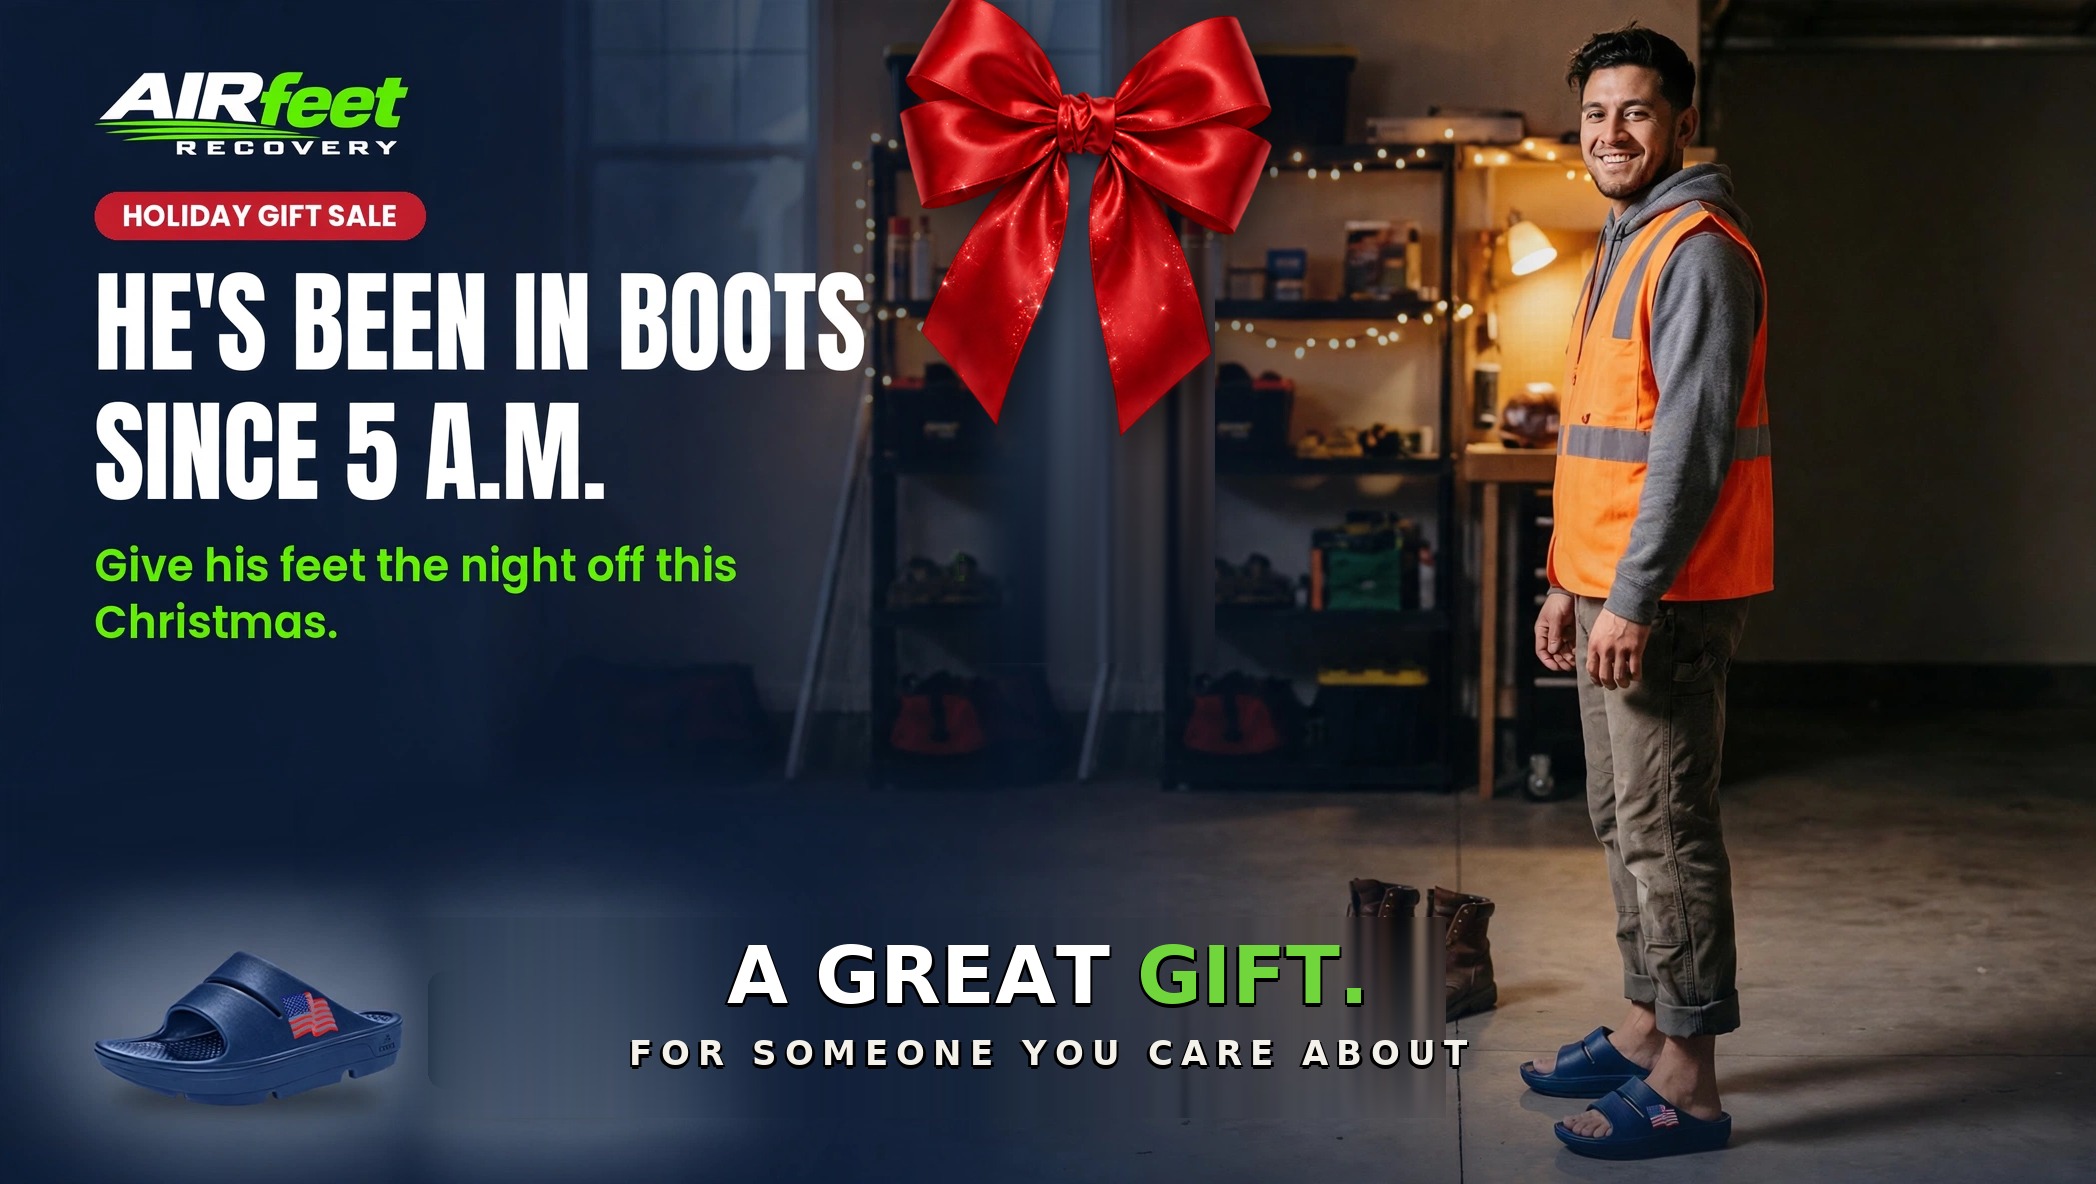 AIRfeet
RECOVERY
HOLIDAY GIFT SALE
HE'S BEEN IN BOOTS
SINCE 5 A.M.
Give his feet the night off this
Christmas.
A GREAT GIFT.
FOR SOMEONE YOU CARE ABOUT